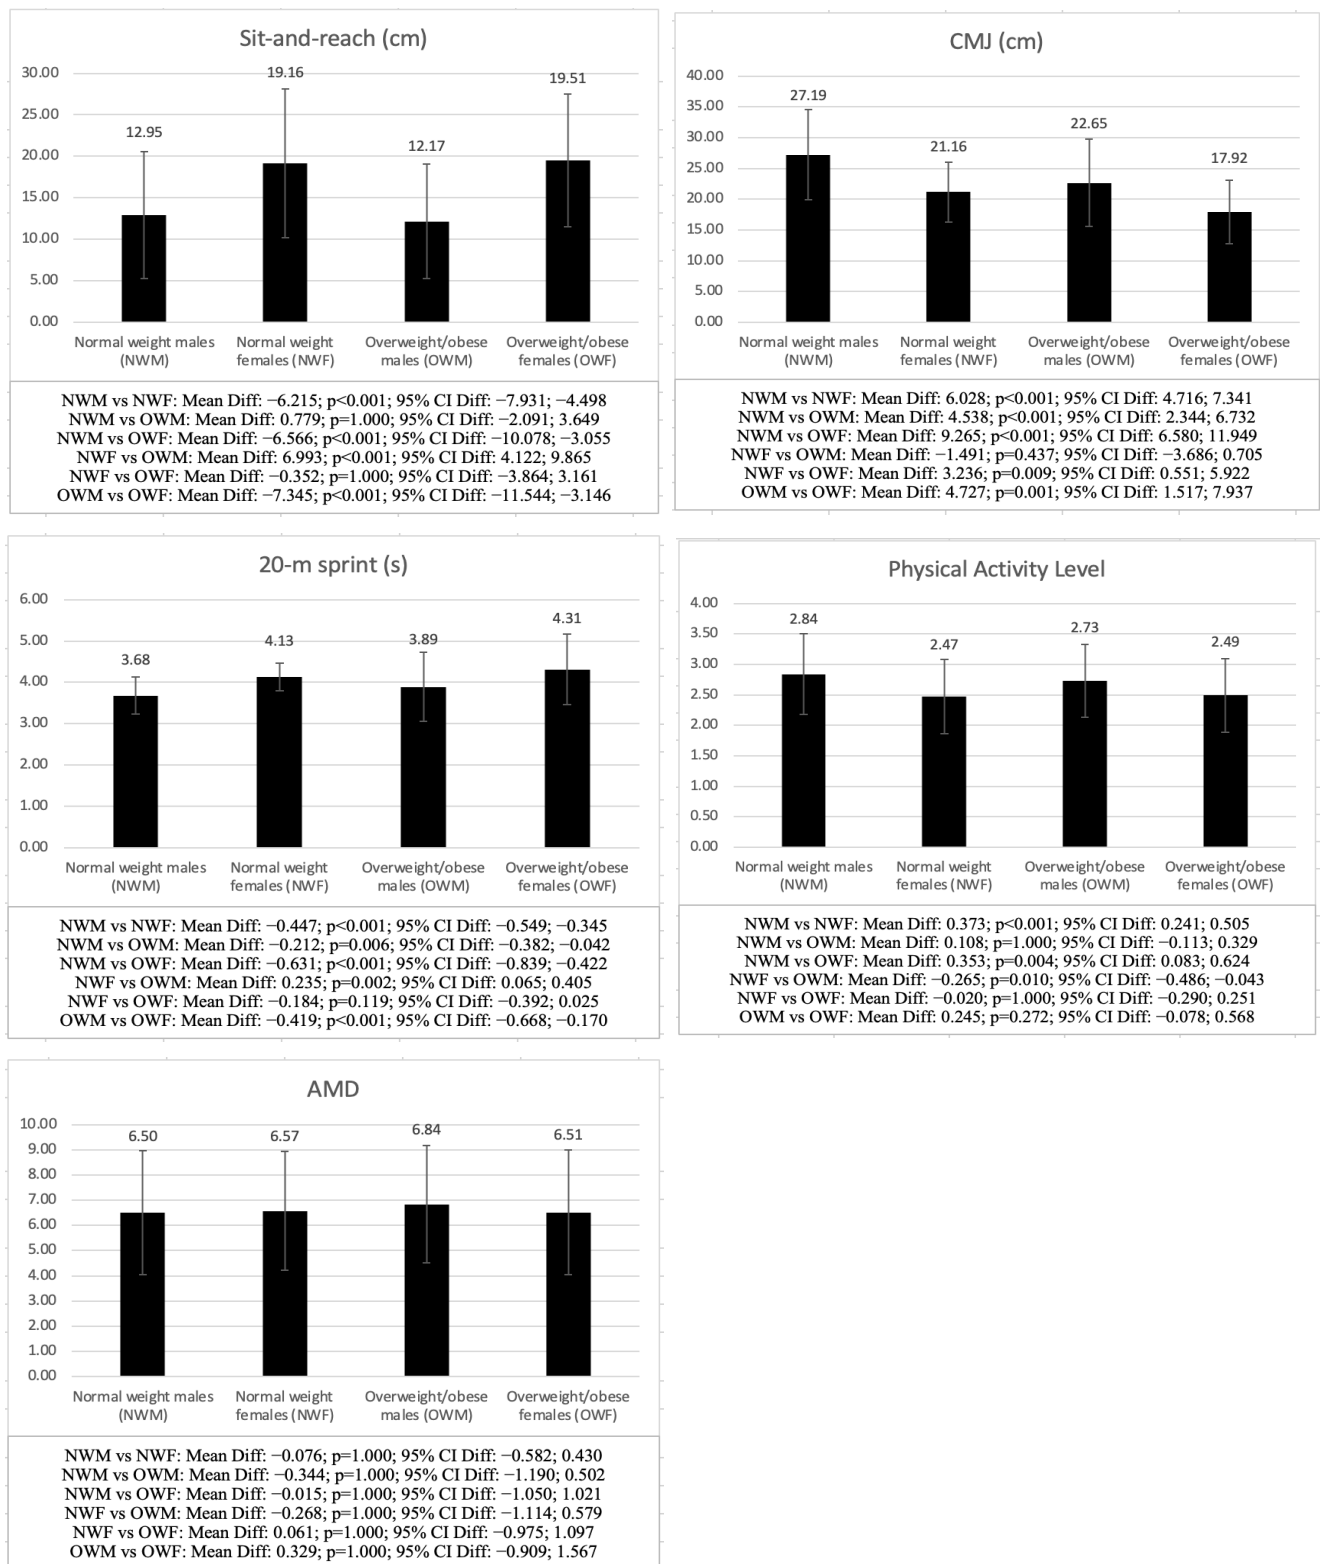 Sit-and-reach (cm)
30.00
25.00
20.00
15.00
10.00
5.00
0.00
12.95
19.16
12.17
19.51
Normal weight males (NWM)
Normal weight females (NWF)
Overweight/obese males (OWM)
Overweight/obese females (OWF)
NWM vs NWF: Mean Diff: −6.215; p<0.001; 95% CI Diff: −7.931; −4.498
NWM vs OWM: Mean Diff: 0.779; p=1.000; 95% CI Diff: −2.091; 3.649
NWM vs OWF: Mean Diff: −6.566; p<0.001; 95% CI Diff: −10.078; −3.055
NWF vs OWM: Mean Diff: 6.993; p<0.001; 95% CI Diff: 4.122; 9.865
NWF vs OWF: Mean Diff: −0.352; p=1.000; 95% CI Diff: −3.864; 3.161
OWM vs OWF: Mean Diff: −7.345; p<0.001; 95% CI Diff: −11.544; −3.146
CMJ (cm)
40.00
35.00
30.00
25.00
20.00
15.00
10.00
5.00
0.00
27.19
21.16
22.65
17.92
Normal weight males (NWM)
Normal weight females (NWF)
Overweight/obese males (OWM)
Overweight/obese females (OWF)
NWM vs NWF: Mean Diff: 6.028; p<0.001; 95% CI Diff: 4.716; 7.341
NWM vs OWM: Mean Diff: 4.538; p<0.001; 95% CI Diff: 2.344; 6.732
NWM vs OWF: Mean Diff: 9.265; p<0.001; 95% CI Diff: 6.580; 11.949
NWF vs OWM: Mean Diff: −1.491; p=0.437; 95% CI Diff: −3.686; 0.705
NWF vs OWF: Mean Diff: 3.236; p=0.009; 95% CI Diff: 0.551; 5.922
OWM vs OWF: Mean Diff: 4.727; p=0.001; 95% CI Diff: 1.517; 7.937
20-m sprint (s)
6.00
5.00
4.00
3.00
2.00
1.00
0.00
3.68
4.13
3.89
4.31
Normal weight males (NWM)
Normal weight females (NWF)
Overweight/obese males (OWM)
Overweight/obese females (OWF)
NWM vs NWF: Mean Diff: −0.447; p<0.001; 95% CI Diff: −0.549; −0.345
NWM vs OWM: Mean Diff: −0.212; p=0.006; 95% CI Diff: −0.382; −0.042
NWM vs OWF: Mean Diff: −0.631; p<0.001; 95% CI Diff: −0.839; −0.422
NWF vs OWM: Mean Diff: 0.235; p=0.002; 95% CI Diff: 0.065; 0.405
NWF vs OWF: Mean Diff: −0.184; p=0.119; 95% CI Diff: −0.392; 0.025
OWM vs OWF: Mean Diff: −0.419; p<0.001; 95% CI Diff: −0.668; −0.170
Physical Activity Level
4.00
3.50
3.00
2.50
2.00
1.50
1.00
0.50
0.00
2.84
2.47
2.73
2.49
Normal weight males (NWM)
Normal weight females (NWF)
Overweight/obese males (OWM)
Overweight/obese females (OWF)
NWM vs NWF: Mean Diff: 0.373; p<0.001; 95% CI Diff: 0.241; 0.505
NWM vs OWM: Mean Diff: 0.108; p=1.000; 95% CI Diff: −0.113; 0.329
NWM vs OWF: Mean Diff: 0.353; p=0.004; 95% CI Diff: 0.083; 0.624
NWF vs OWM: Mean Diff: −0.265; p=0.010; 95% CI Diff: −0.486; −0.043
NWF vs OWF: Mean Diff: −0.020; p=1.000; 95% CI Diff: −0.290; 0.251
OWM vs OWF: Mean Diff: 0.245; p=0.272; 95% CI Diff: −0.078; 0.568
AMD
10.00
9.00
8.00
7.00
6.00
5.00
4.00
3.00
2.00
1.00
0.00
6.50
6.57
6.84
6.51
Normal weight males (NWM)
Normal weight females (NWF)
Overweight/obese males (OWM)
Overweight/obese females (OWF)
NWM vs NWF: Mean Diff: −0.076; p=1.000; 95% CI Diff: −0.582; 0.430
NWM vs OWM: Mean Diff: −0.344; p=1.000; 95% CI Diff: −1.190; 0.502
NWM vs OWF: Mean Diff: −0.015; p=1.000; 95% CI Diff: −1.050; 1.021
NWF vs OWM: Mean Diff: −0.268; p=1.000; 95% CI Diff: −1.114; 0.579
NWF vs OWF: Mean Diff: 0.061; p=1.000; 95% CI Diff: −0.975; 1.097
OWM vs OWF: Mean Diff: 0.329; p=1.000; 95% CI Diff: −0.909; 1.567